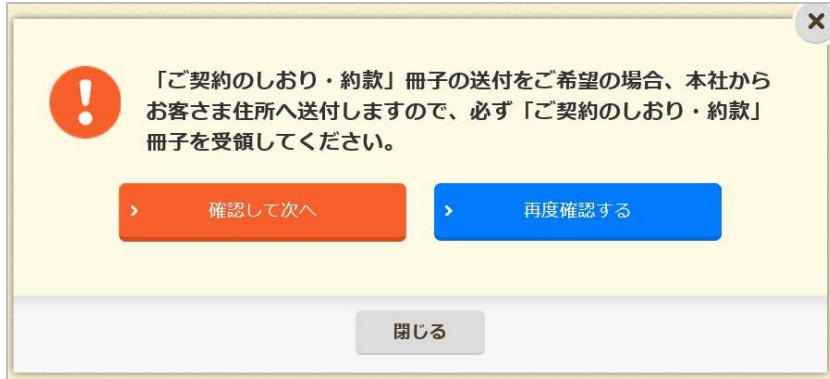 「ご契約のしおり・約款」冊子の送付をご希望の場合、本社から
お客さま住所へ送付しますので、必ず「ご契約のしおり・約款」
冊子を受領してください。
確認して次へ
再度確認する
閉じる